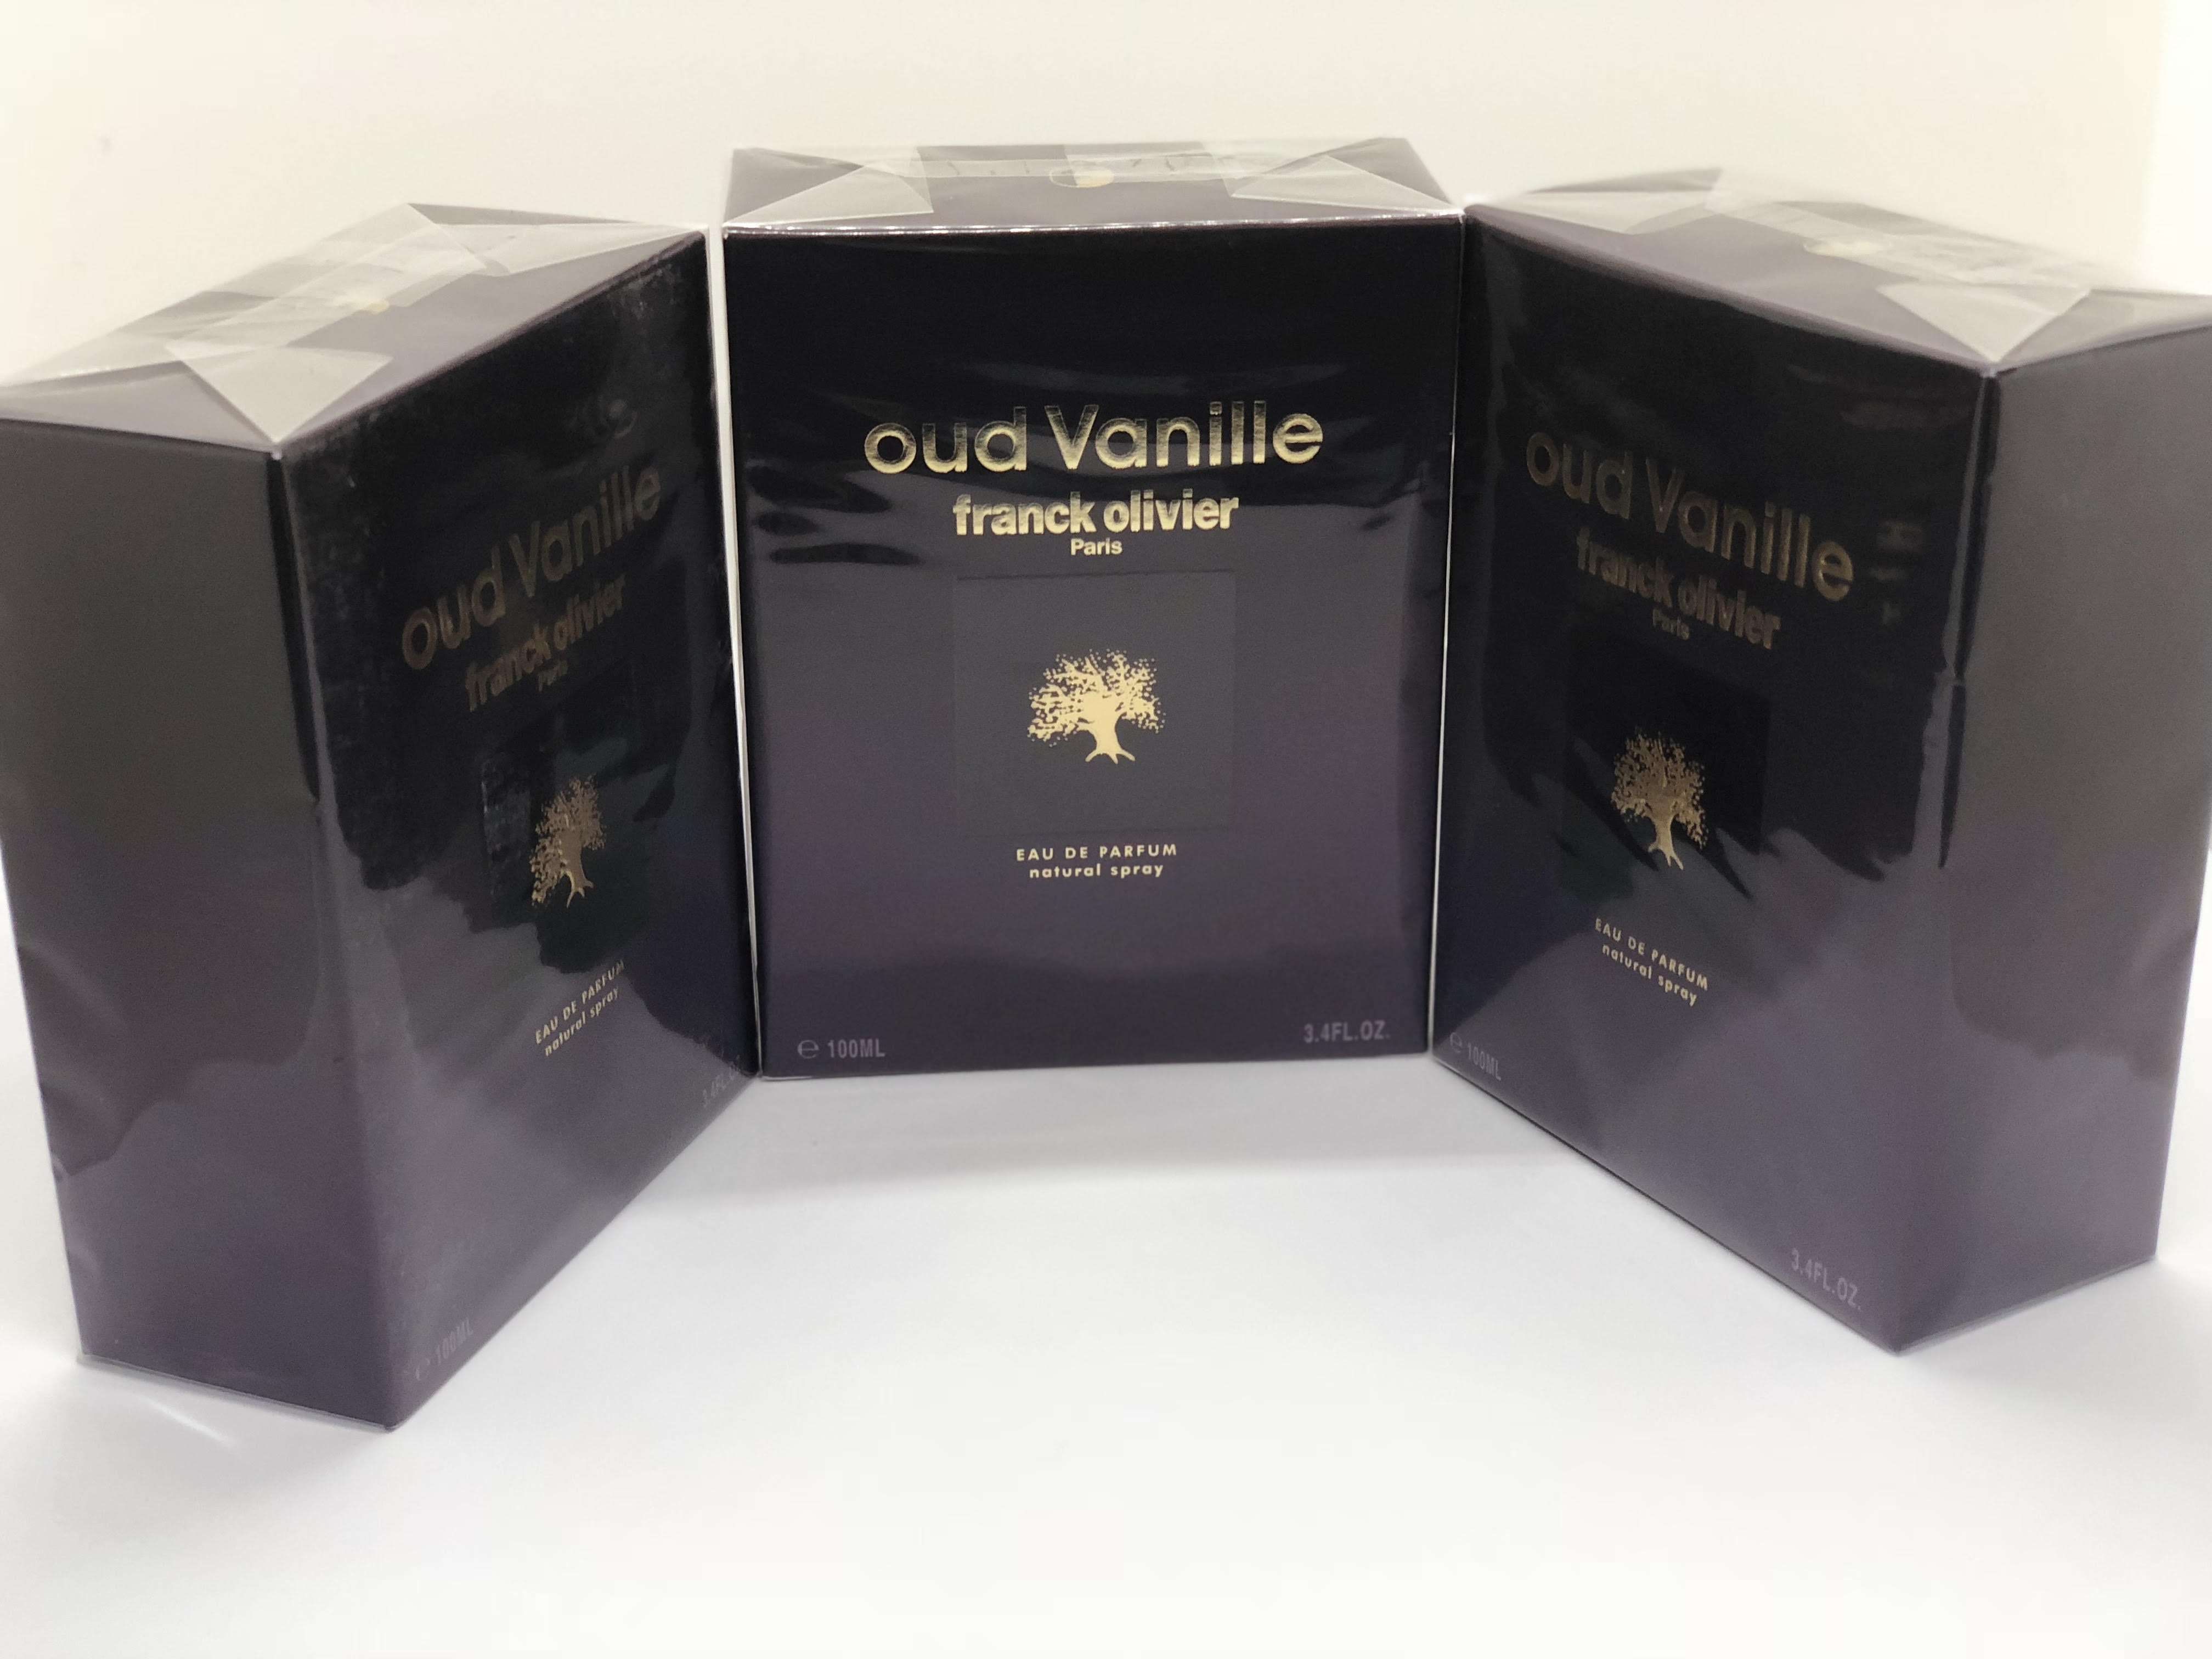 oud Vanille
franck olivier
Paris
EAU DE PARFUM
natural spray
e 100ML
3.4FL.OZ.
oud Vanille
franck olivier
Paris
EAU DE PARFUM
natural spray
℮ 100ML 3.4FL.OZ.
oud Vanille
franck olivier
Paris
EAU DE PARFUM
natural spray
℮ 100ML
3.4FL.OZ.